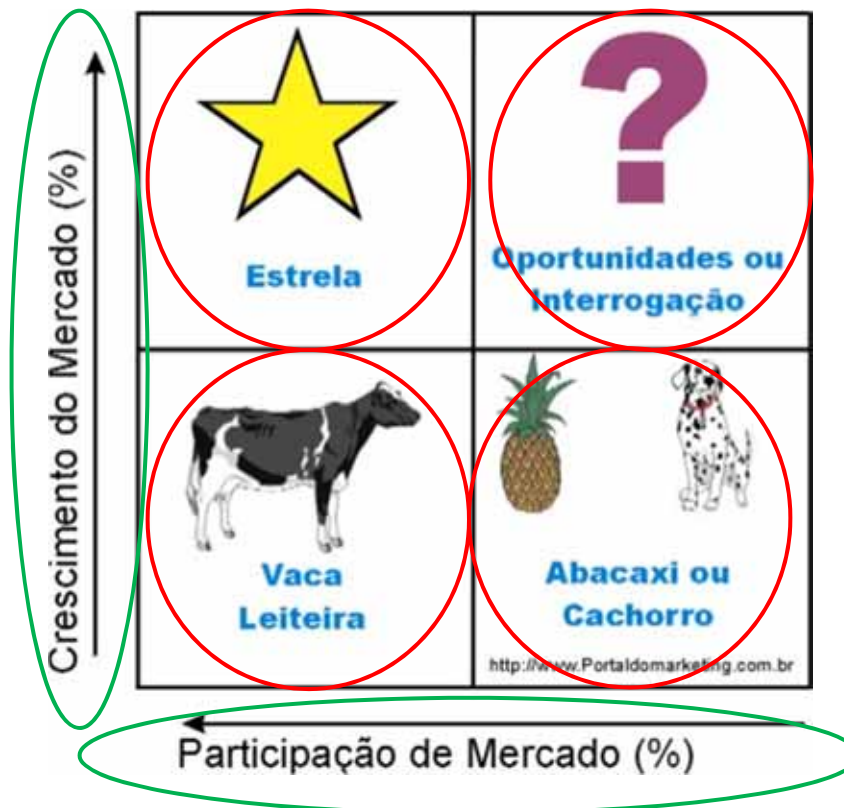 Crescimento do Mercado (%)
Estrela
?
Oportunidades ou
Interrogação
Vaca
Leiteira
Abacaxi ou
Cachorro
http://www.Portaldomarketing.com.br
Participação de Mercado (%)